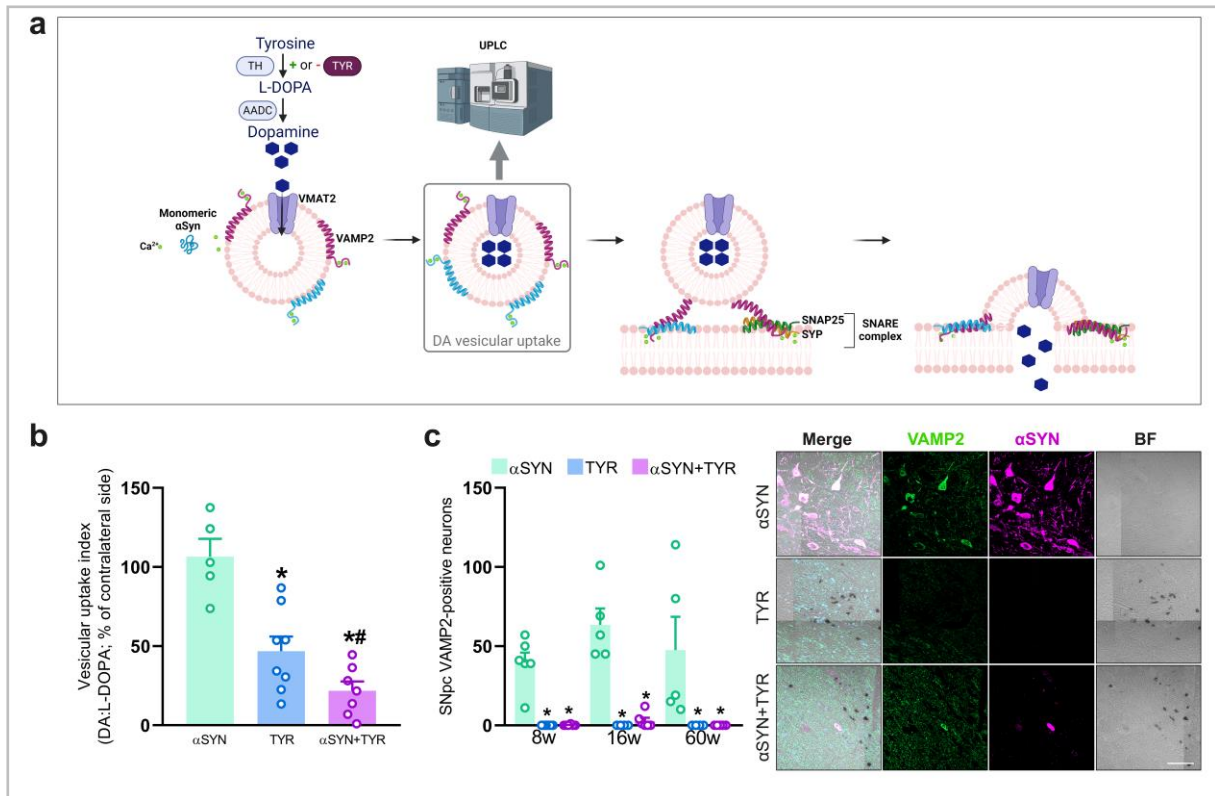 a
Tyrosine
TH + or - TYR
L-DOPA
AADC
Dopamine
UPLC
VMAT2
Monomeric
αSyn
Ca²⁺
VAMP2
DA vesicular uptake
SNAP25
SYP
SNARE
complex
b
Vesicular uptake index
(DA:L-DOPA; % of contralateral side)
150
100
50
0
*
*#
αSYN TYR αSYN+TYR
c
αSYN TYR αSYN+TYR
SNpc VAMP2-positive neurons
150
100
50
0
* * * * * *
8w 16w 60w
Merge VAMP2 αSYN BF
αSYN
TYR
αSYN+TYR